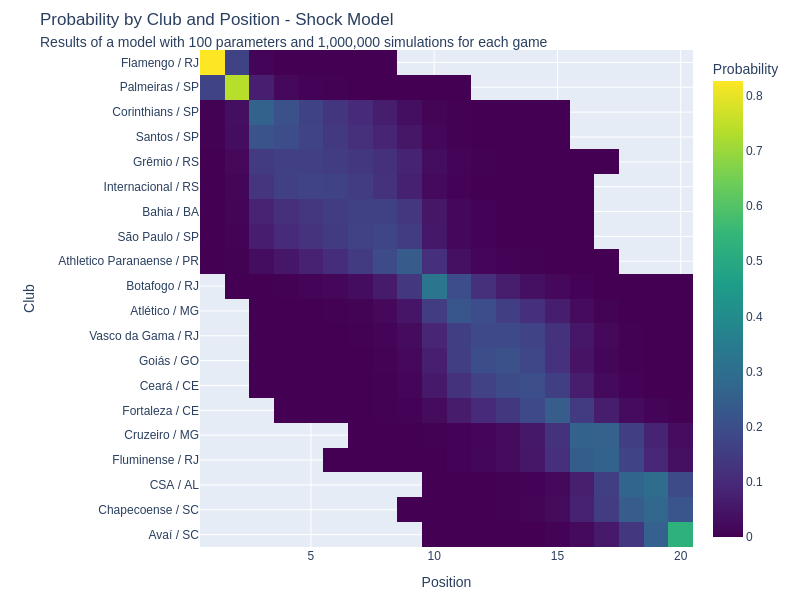 Probability by Club and Position - Shock Model
Results of a model with 100 parameters and 1,000,000 simulations for each game
Probability
Club
Flamengo / RJ
Palmeiras / SP
Corinthians / SP
Santos / SP
Grêmio / RS
Internacional / RS
Bahia / BA
São Paulo / SP
Athletico Paranaense / PR
Botafogo / RJ
Atlético / MG
Vasco da Gama / RJ
Goiás / GO
Ceará / CE
Fortaleza / CE
Cruzeiro / MG
Fluminense / RJ
CSA / AL
Chapecoense / SC
Avaí / SC
0.8
0.7
0.6
0.5
0.4
0.3
0.2
0.1
0
5 10 15 20
Position